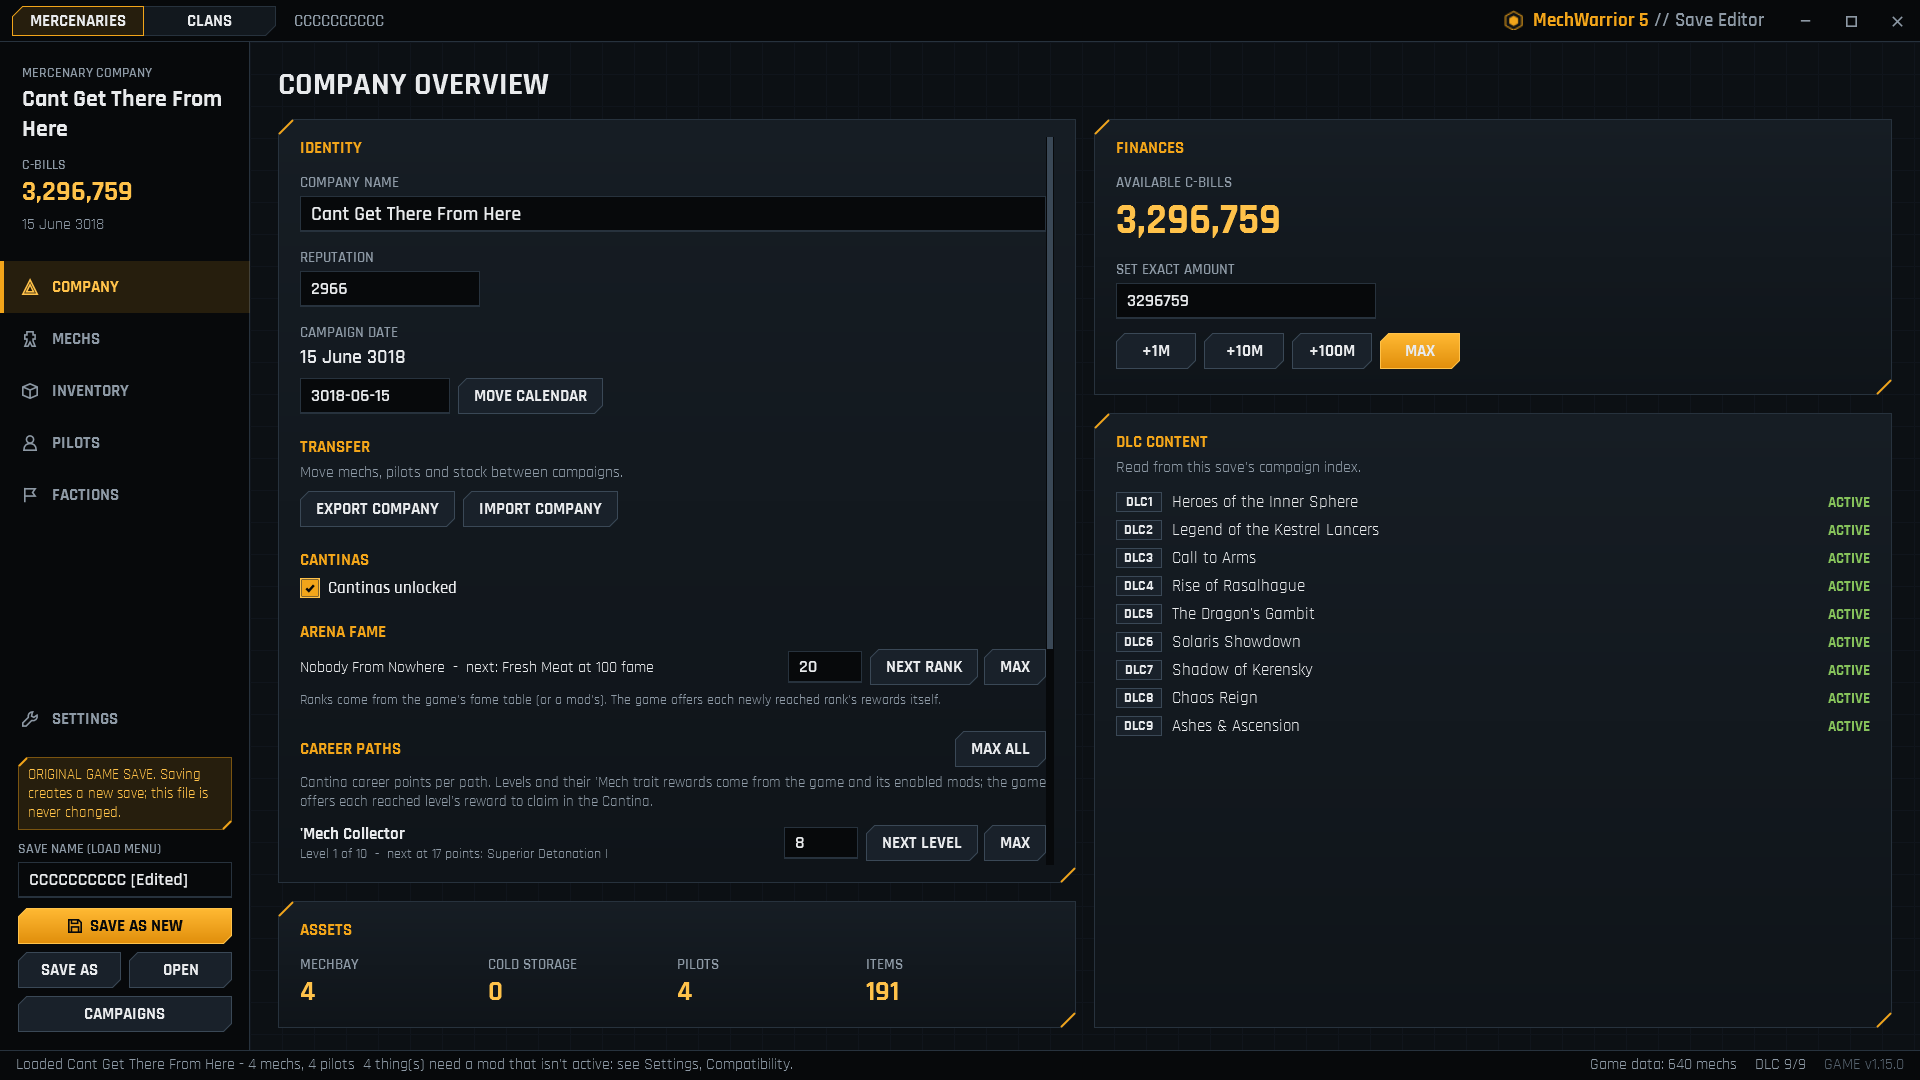 MERCENARIES
CLANS
CCCCCCCCCC
MechWarrior 5 // Save Editor
MERCENARY COMPANY
Cant Get There From
Here
C-BILLS
3,296,759
15 June 3018
COMPANY
MECHS
INVENTORY
PILOTS
FACTIONS
SETTINGS
ORIGINAL GAME SAVE. Saving
creates a new save; this file is
never changed.
SAVE NAME (LOAD MENU)
CCCCCCCCCC [Edited]
SAVE AS NEW
SAVE AS
OPEN
CAMPAIGNS
COMPANY OVERVIEW
IDENTITY
COMPANY NAME
Cant Get There From Here
REPUTATION
2966
CAMPAIGN DATE
15 June 3018
3018-06-15
MOVE CALENDAR
TRANSFER
Move mechs, pilots and stock between campaigns.
EXPORT COMPANY
IMPORT COMPANY
CANTINAS
Cantinas unlocked
ARENA FAME
Nobody From Nowhere - next: Fresh Meat at 100 fame
20
NEXT RANK
MAX
Ranks come from the game's fame table (or a mod's). The game offers each newly reached rank's rewards itself.
CAREER PATHS
MAX ALL
Cantina career points per path. Levels and their 'Mech trait rewards come from the game and its enabled mods; the game
offers each reached level's reward to claim in the Cantina.
'Mech Collector
Level 1 of 10 - next at 17 points: Superior Detonation I
8
NEXT LEVEL
MAX
ASSETS
MECHBAY
4
COLD STORAGE
0
PILOTS
4
ITEMS
191
FINANCES
AVAILABLE C-BILLS
3,296,759
SET EXACT AMOUNT
3296759
+1M
+10M
+100M
MAX
DLC CONTENT
Read from this save's campaign index.
DLC1 Heroes of the Inner Sphere ACTIVE
DLC2 Legend of the Kestrel Lancers ACTIVE
DLC3 Call to Arms ACTIVE
DLC4 Rise of Rasalhague ACTIVE
DLC5 The Dragon's Gambit ACTIVE
DLC6 Solaris Showdown ACTIVE
DLC7 Shadow of Kerensky ACTIVE
DLC8 Chaos Reign ACTIVE
DLC9 Ashes & Ascension ACTIVE
Loaded Cant Get There From Here - 4 mechs, 4 pilots 4 thing(s) need a mod that isn't active: see Settings, Compatibility.
Game data: 640 mechs
DLC 9/9
GAME v1.15.0